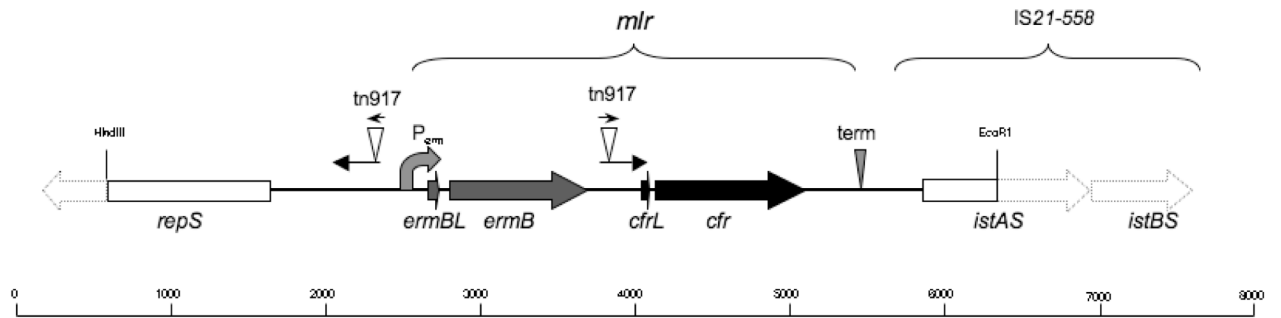 mlr
IS21-558
tn917
tn917
HindIII
P erm
term
EcoR1
repS
ermBL
ermB
cfrL
cfr
istAS
istBS
0 1000 2000 3000 4000 5000 6000 7000 8000